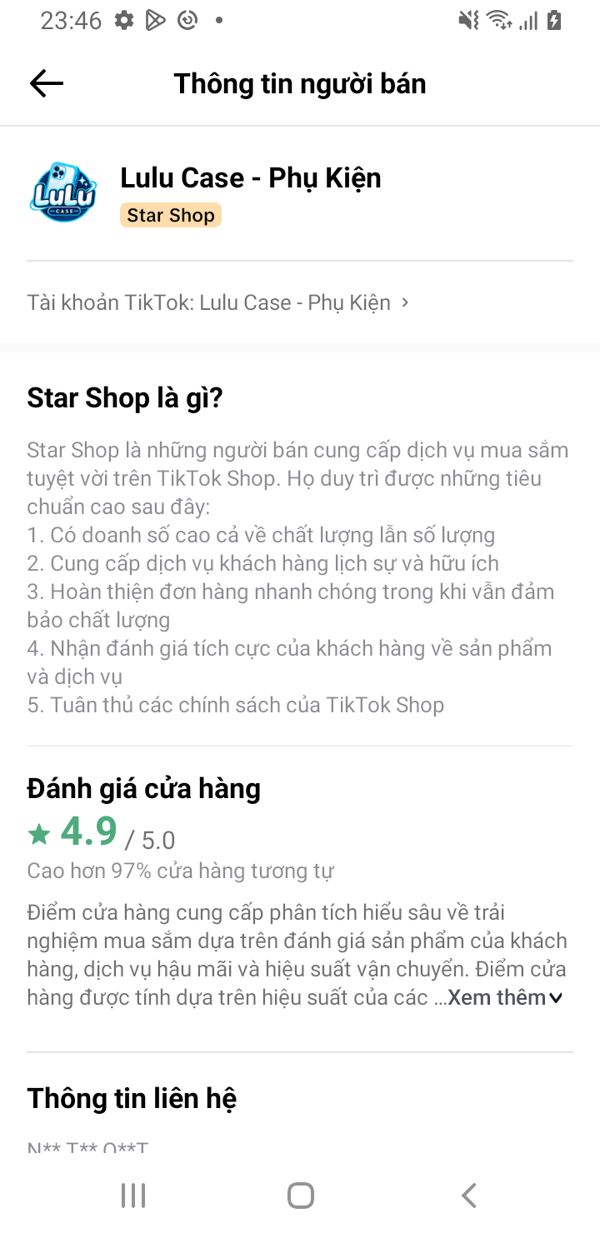 23:46
Thông tin người bán
LuLu
CASE
Lulu Case - Phụ Kiện
Star Shop
Tài khoản TikTok: Lulu Case - Phụ Kiện
Star Shop là gì?
Star Shop là những người bán cung cấp dịch vụ mua sắm
tuyệt vời trên TikTok Shop. Họ duy trì được những tiêu
chuẩn cao sau đây:
1. Có doanh số cao cả về chất lượng lẫn số lượng
2. Cung cấp dịch vụ khách hàng lịch sự và hữu ích
3. Hoàn thiện đơn hàng nhanh chóng trong khi vẫn đảm
bảo chất lượng
4. Nhận đánh giá tích cực của khách hàng về sản phẩm
và dịch vụ
5. Tuân thủ các chính sách của TikTok Shop
Đánh giá cửa hàng
4.9 / 5.0
Cao hơn 97% cửa hàng tương tự
Điểm cửa hàng cung cấp phân tích hiểu sâu về trải
nghiệm mua sắm dựa trên đánh giá sản phẩm của khách
hàng, dịch vụ hậu mãi và hiệu suất vận chuyển. Điểm cửa
hàng được tính dựa trên hiệu suất của các ...Xem thêm
Thông tin liên hệ